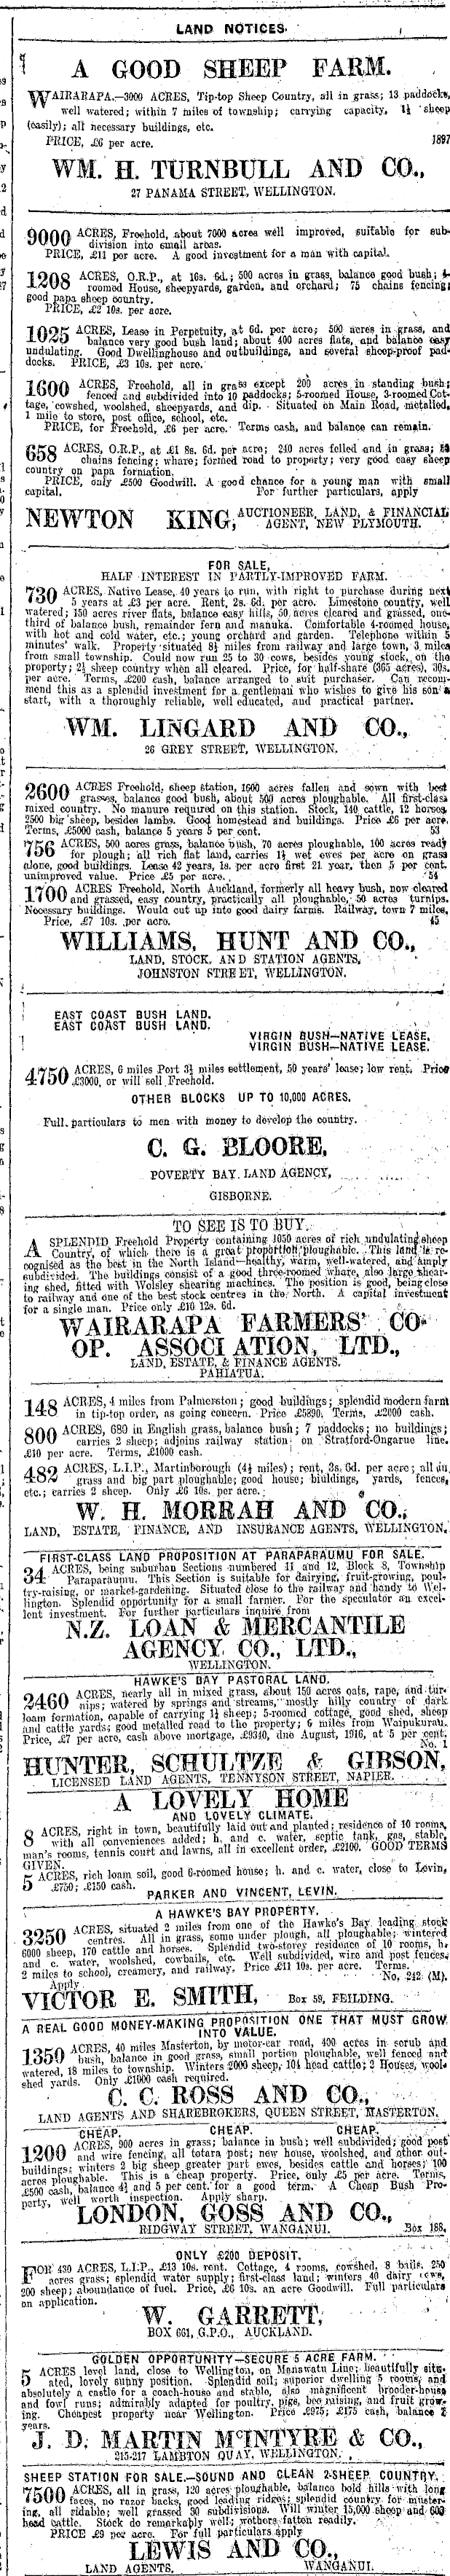 LAND NOTICES.
A GOOD SHEEP FARM.
WAIRARAPA.—3000 ACRES, Tip-top Sheep Country, all in grass; 13 paddocks,
well watered; within 7 miles of township; carrying capacity, 1½ sheep
(easily); all necessary buildings, etc.
PRICE, £6 per acre. 1897
WM. H. TURNBULL AND CO.,
27 PANAMA STREET, WELLINGTON.
9000 ACRES, Freehold, about 7000 acres well improved, suitable for sub-
division into small areas.
PRICE, £11 per acre. A good investment for a man with capital.
1208 ACRES, O.R.P., at 10s. 6d.; 500 acres in grass, balance good bush; 4-
roomed House, sheepyards, garden, and orchard; 75 chains fencing;
good papa sheep country.
PRICE, £2 10s. per acre.
1025 ACRES, Lease in Perpetuity, at 6d. per acre; 500 acres in grass, and
balance very good bush land; about 400 acres flats, and balance easy
undulating. Good Dwellinghouse and outbuildings, and several sheep-proof pad-
docks. PRICE, £3 10s. per acre.
1600 ACRES, Freehold, all in grass except 200 acres in standing bush;
fenced and subdivided into 10 paddocks; 5-roomed House, 3-roomed Cot-
tage, cowshed, woolshed, sheepyards, and dip. Situated on Main Road, metalled,
1 mile to store, post office, school, etc.
PRICE, for Freehold, £6 per acre. Terms cash, and balance can remain.
658 ACRES, O.R.P., at £1 8s. 6d. per acre; 240 acres felled and in grass;
chains fencing; whare; formed road to property; very good easy sheep
country on papa formation.
PRICE, only £500 Goodwill. A good chance for a young man with small
capital. For further particulars, apply
NEWTON KING, AUCTIONEER, LAND, & FINANCIAL
AGENT, NEW PLYMOUTH.
FOR SALE,
HALF INTEREST IN PARTLY-IMPROVED FARM.
730 ACRES, Native Lease, 40 years to run, with right to purchase during next
5 years at £3 per acre. Rent, 2s. 6d. per acre. Limestone country, well
watered; 150 acres river flats, balance easy hills, 50 acres cleared and grassed, one-
third of balance bush, remainder fern and manuka. Comfortable 4-roomed house,
with hot and cold water, etc.; young orchard and garden. Telephone within 5
minutes' walk. Property situated 8½ miles from railway and large town, 3 miles
from small township. Could now run 25 to 30 cows, besides young stock, on the
property; 2½ sheep country when all cleared. Price, for half-share (365 acres), 30s.
per acre. Terms, £200 cash, balance arranged to suit purchaser. Can recom-
mend this as a splendid investment for a gentleman who wishes to give his son a
start, with a thoroughly reliable, well educated, and practical partner.
WM. LINGARD AND CO.,
26 GREY STREET, WELLINGTON.
2600 ACRES Freehold, sheep station, 1600 acres fallen and sown with best
grasses, balance good bush, about 500 acres ploughable. All first-class
mixed country. No manure required on this station. Stock, 140 cattle, 12 horses,
2500 big sheep, besides lambs. Good homestead and buildings. Price £6 per acre.
Terms, £5000 cash, balance 5 years 5 per cent. 53
756 ACRES, 500 acres grass, balance bush, 70 acres ploughable, 100 acres ready
for plough; all rich flat land, carries 1½ wet ewes per acre on grass
alone, good buildings. Lease 42 years, 1s. per acre first 21 year, then 5 per cent.
unimproved value. Price £5 per acre. 54
1700 ACRES Freehold, North Auckland, formerly all heavy bush, now cleared
and grassed, easy country, practically all ploughable, 50 acres turnips.
Necessary buildings. Would cut up into good dairy farms. Railway, town 7 miles.
Price, £7 10s. per acre. 45
WILLIAMS, HUNT AND CO.,
LAND, STOCK, AND STATION AGENTS,
JOHNSTON STREET, WELLINGTON.
EAST COAST BUSH LAND.
EAST COAST BUSH LAND.
VIRGIN BUSH—NATIVE LEASE.
VIRGIN BUSH—NATIVE LEASE.
4750 ACRES, 6 miles Port 3½ miles settlement, 50 years' lease; low rent. Price
£3000, or will sell Freehold.
OTHER BLOCKS UP TO 10,000 ACRES.
Full particulars to men with money to develop the country.
C. G. BLOORE,
POVERTY BAY LAND AGENCY,
GISBORNE.
TO SEE IS TO BUY.
A SPLENDID Freehold Property containing 1050 acres of rich undulating sheep
Country, of which there is a great proportion ploughable. This land is re-
cognised as the best in the North Island—healthy, warm, well-watered, and amply
subdivided. The buildings consist of a good three-roomed whare, also large shear-
ing shed, fitted with Wolsley shearing machines. The position is good, being close
to railway and one of the best stock centres in the North. A capital investment
for a single man. Price only £10 12s. 6d.
WAIRARAPA FARMERS' CO-
OP. ASSOCIATION, LTD.,
LAND, ESTATE, & FINANCE AGENTS.
PAHIATUA.
148 ACRES, 4 miles from Palmerston; good buildings; splendid modern farm
in tip-top order, as going concern. Price £5890. Terms, £2000 cash.
800 ACRES, 680 in English grass, balance bush; 7 paddocks; no buildings;
carries 2 sheep; adjoins railway station on Stratford-Ongarue line.
£10 per acre. Terms, £1000 cash.
482 ACRES, L.I.P., Martinborough (4½ miles); rent, 3s. 6d. per acre; all in
grass and big part ploughable; good house; biuldings, yards, fences,
etc.; carries 2 sheep. Only £6 10s. per acre.
W. H. MORRAH AND CO.,
LAND, ESTATE, FINANCE, AND INSURANCE AGENTS, WELLINGTON.
FIRST-CLASS LAND PROPOSITION AT PARAPARAUMU FOR SALE.
34 ACRES, being suburban Sections numbered 11 and 12, Block 8, Township
Paraparaumu. This Section is suitable for dairying, fruit-growing, poul-
try-raising, or market-gardening. Situated close to the railway and handy to Wel-
lington. Splendid opportunity for a small farmer. For the speculator an excel-
lent investment. For further particulars inquire from
N.Z. LOAN & MERCANTILE
AGENCY CO., LTD.,
WELLINGTON.
HAWKE'S BAY PASTORAL LAND.
2460 ACRES, nearly all in mixed grass, about 150 acres oats, rape, and tur-
nips; watered by springs and streams, mostly hilly country of dark
loam formation, capable of carrying 1½ sheep; 5-roomed cottage, good shed, sheep
and cattle yards; good metalled road to the property; 6 miles from Waipukurau.
Price, £7 per acre, cash above mortgage, £9340, due August, 1916, at 5 per cent.
No. 1
HUNTER, SCHULTZE & GIBSON,
LICENSED LAND AGENTS, TENNYSON STREET, NAPIER.
A LOVELY HOME
AND LOVELY CLIMATE.
8 ACRES, right in town, beautifully laid out and planted; residence of 10 rooms,
with all conveniences added; h. and c. water, septic tank, gas, stable,
man's rooms, tennis court and lawns, all in excellent order, £2100. GOOD TERMS
GIVEN.
5 ACRES, rich loam soil, good 6-roomed house; h. and c. water, close to Levin,
£750; £150 cash.
PARKER AND VINCENT, LEVIN.
A HAWKE'S BAY PROPERTY.
3250 ACRES, situated 2 miles from one of the Hawke's Bay leading stock
centres. All in grass, some under plough, all ploughable; wintered
6000 sheep, 170 cattle and horses. Splendid two-storey residence of 10 rooms, h.
and c. water, woolshed, cowbails, etc. Well subdivided, wire and post fences,
2 miles to school, creamery, and railway. Price £11 10s. per acre. Terms.
Apply No. 242 (M).
VICTOR E. SMITH, Box 59, FEILDING.
A REAL GOOD MONEY-MAKING PROPOSITION ONE THAT MUST GROW
INTO VALUE.
1350 ACRES, 40 miles Masterton, by motor-car road, 400 acres in scrub and
bush, balance in good grass, small portion ploughable, well fenced and
watered, 18 miles to township. Winters 2000 sheep, 104 head cattle; 2 Houses, wool-
shed yards. Only £1000 cash required.
C. C. ROSS AND CO.,
LAND AGENTS AND SHAREBROKERS, QUEEN STREET, MASTERTON.
CHEAP. CHEAP. CHEAP.
1200 ACRES, 900 acres in grass; balance in bush; well subdivided; good post
and wire fencing, all totara post; new house, woolshed, and other out-
buildings; winters 2 big sheep greater part ewes, besides cattle and horses; 100
acres ploughable. This is a cheap property. Price, only £5 per acre. Terms,
£500 cash, balance 4½ and 5 per cent. for a good term. A Cheap Bush Pro-
perty, well worth inspection. Apply sharp.
LONDON, GOSS AND CO.,
RIDGWAY STREET, WANGANUI. Box 188.
ONLY £200 DEPOSIT.
FOR 430 ACRES, L.I.P., £13 10s. rent. Cottage, 4 rooms, cowshed, 8 bails, 250
acres grass; splendid water supply; first-class land; winters 40 dairy cows,
200 sheep; aboundance of fuel. Price, £6 10s. an acre Goodwill. Full particulars
on application.
W. GARRETT,
BOX 661, G.P.O., AUCKLAND.
GOLDEN OPPORTUNITY—SECURE 5 ACRE FARM.
5 ACRES level land, close to Wellington, on Manawatu Line; beautifully situ-
ated, lovely sunny position. Splendid soil; superior dwelling 5 rooms; and
absolutely a castle for a coach-house and stable, also magnificent brooder-house
and fowl runs; admirably adapted for poultry, pigs, bee raising, and fruit grow-
ing. Cheapest property near Wellington. Price £975; £175 cash, balance
years.
J. D. MARTIN McINTYRE & CO.,
215-217 LAMBTON QUAY, WELLINGTON.
SHEEP STATION FOR SALE.—SOUND AND CLEAN 2-SHEEP COUNTRY.
7500 ACRES, all in grass, 120 acres ploughable, balance bold hills with long
faces, no razor backs, good leading ridges; splendid country for muster-
ing, all ridable; well grassed 30 subdivisions. Will winter 15,000 sheep and 600
head cattle. Stock do remarkably well; wethers fatten readily.
PRICE £9 per acre. For full particulars apply
LEWIS AND CO.,
LAND AGENTS. WANGANUI.